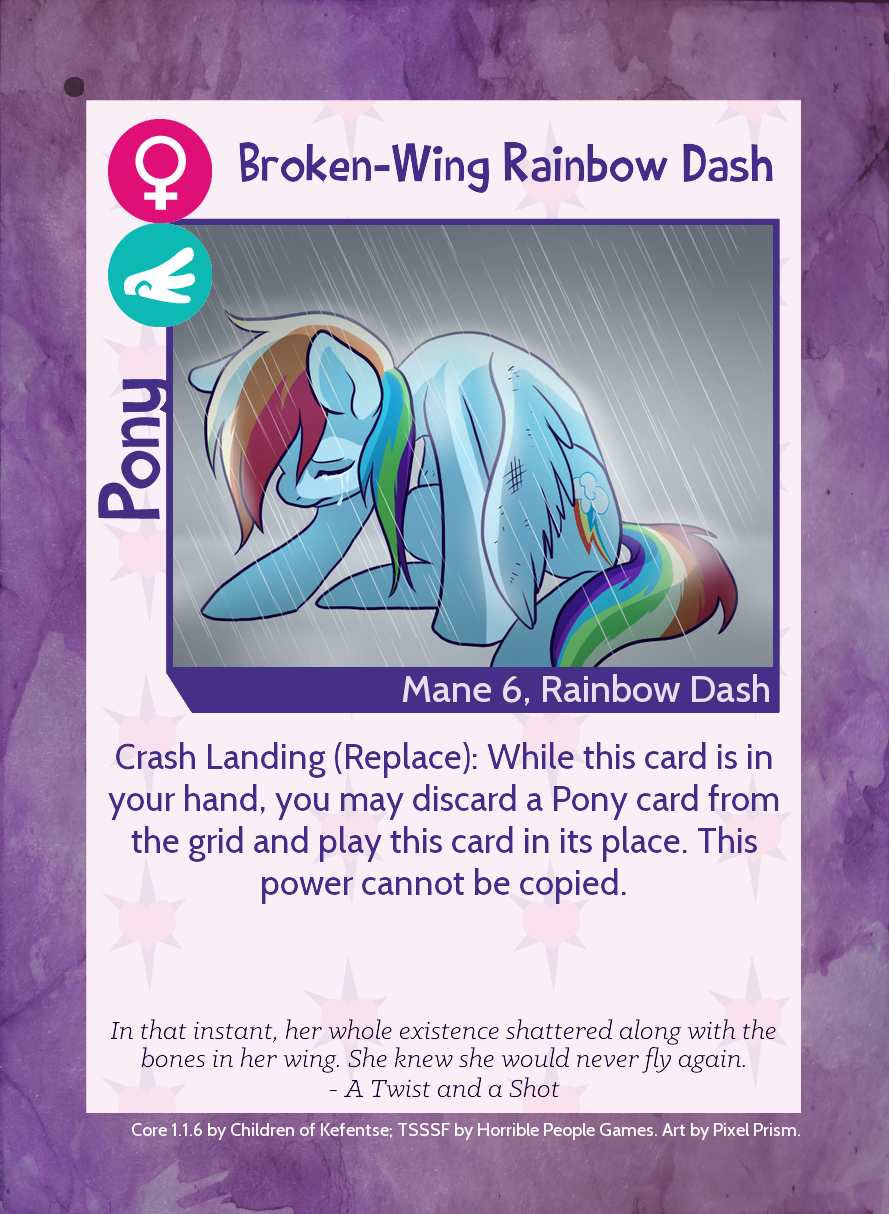 Broken-Wing Rainbow Dash
Pony
Mane 6, Rainbow Dash
Crash Landing (Replace): While this card is in
your hand, you may discard a Pony card from
the grid and play this card in its place. This
power cannot be copied.
In that instant, her whole existence shattered along with the
bones in her wing. She knew she would never fly again.
- A Twist and a Shot
Core 1.1.6 by Children of Kefentse; TSSSF by Horrible People Games. Art by Pixel Prism.